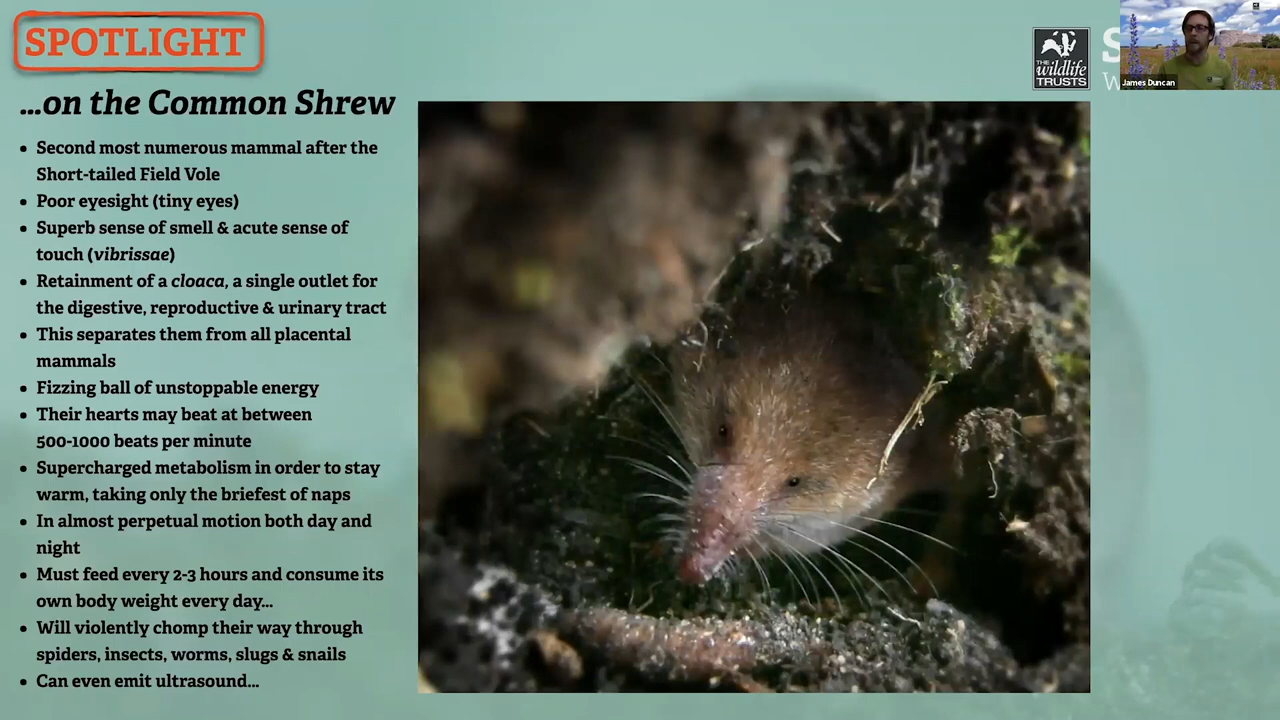 SPOTLIGHT
...on the Common Shrew
• Second most numerous mammal after the
Short-tailed Field Vole
• Poor eyesight (tiny eyes)
• Superb sense of smell & acute sense of
touch (vibrissae)
• Retainment of a cloaca, a single outlet for
the digestive, reproductive & urinary tract
• This separates them from all placental
mammals
• Fizzing ball of unstoppable energy
• Their hearts may beat at between
500-1000 beats per minute
• Supercharged metabolism in order to stay
warm, taking only the briefest of naps
• In almost perpetual motion both day and
night
• Must feed every 2-3 hours and consume its
own body weight every day...
• Will violently chomp their way through
spiders, insects, worms, slugs & snails
• Can even emit ultrasound...
THE
wildlife
TRUSTS
James Duncan